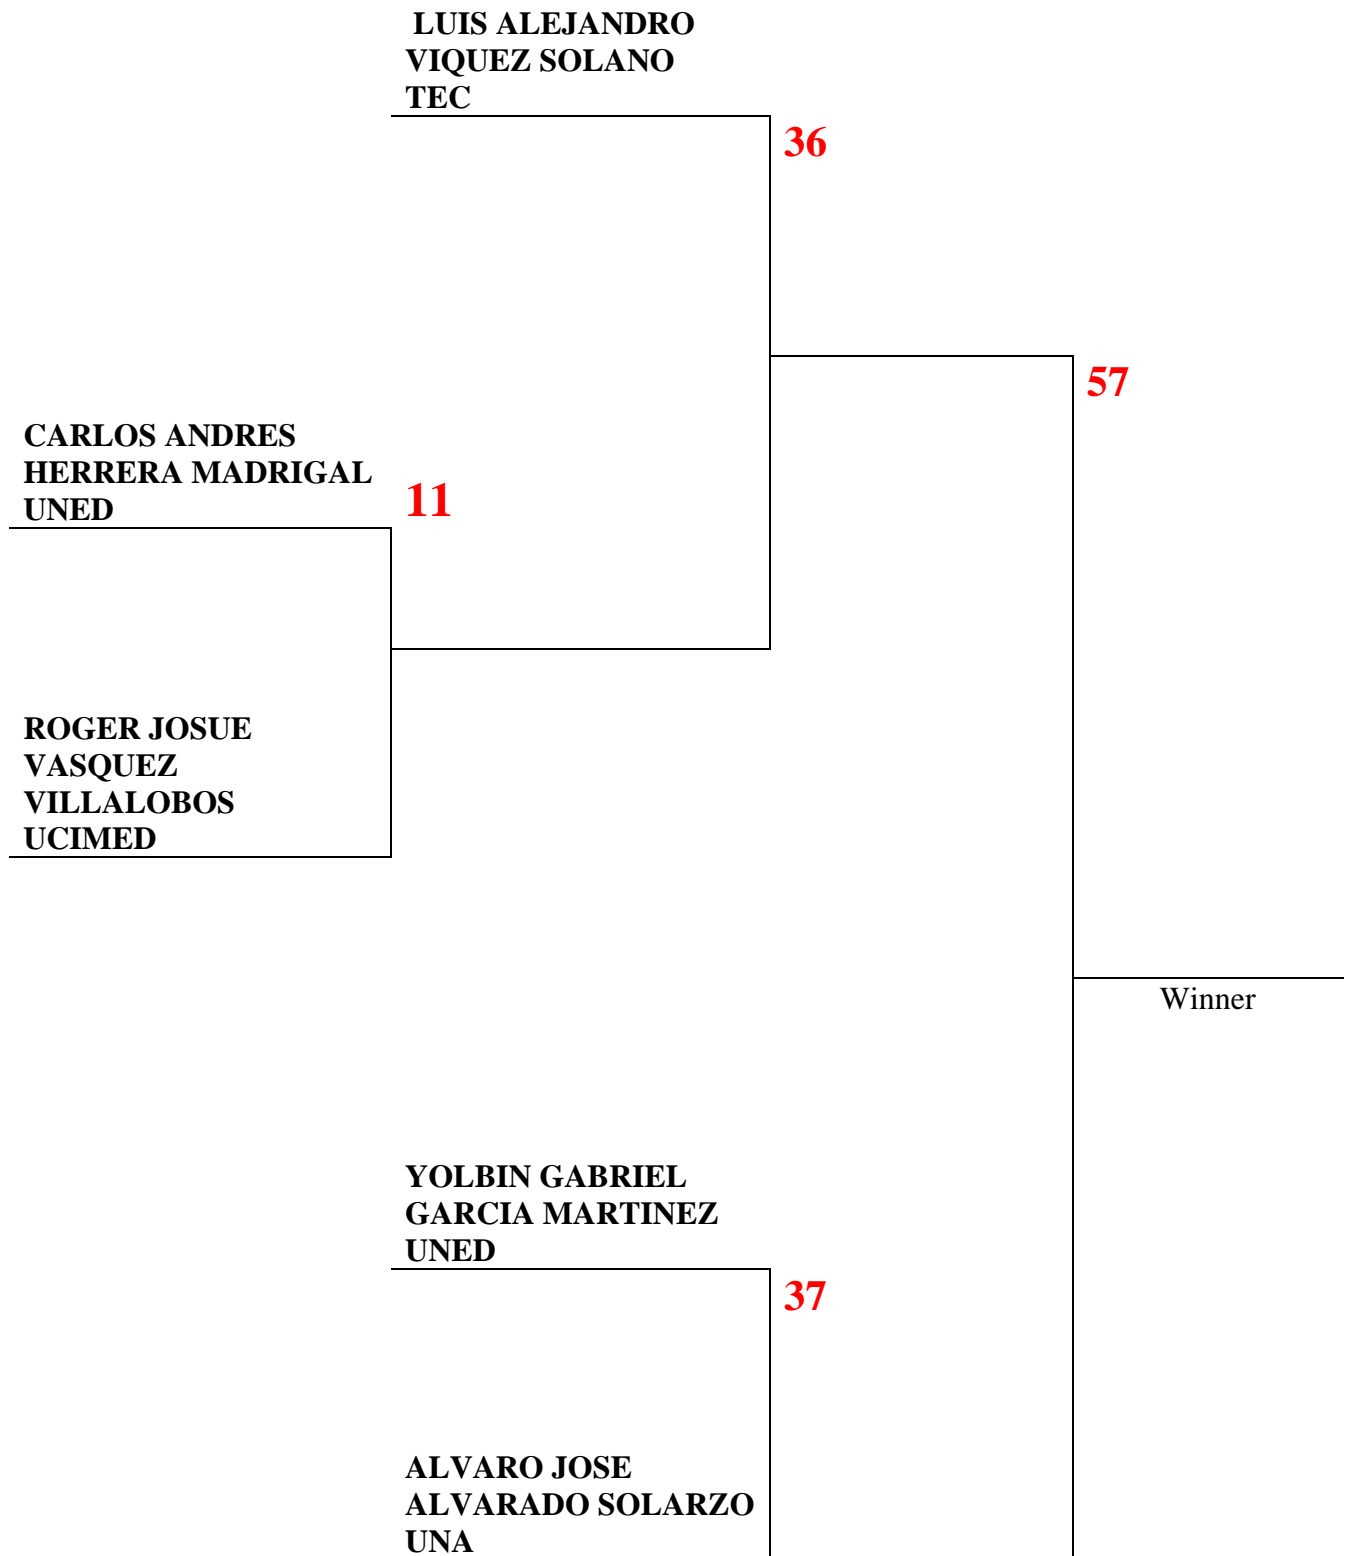 LUIS ALEJANDRO
VIQUEZ SOLANO
TEC
36
57
CARLOS ANDRES
HERRERA MADRIGAL
UNED
11
ROGER JOSUE
VASQUEZ
VILLALOBOS
UCIMED
Winner
YOLBIN GABRIEL
GARCIA MARTINEZ
UNED
37
ALVARO JOSE
ALVARADO SOLARZO
UNA